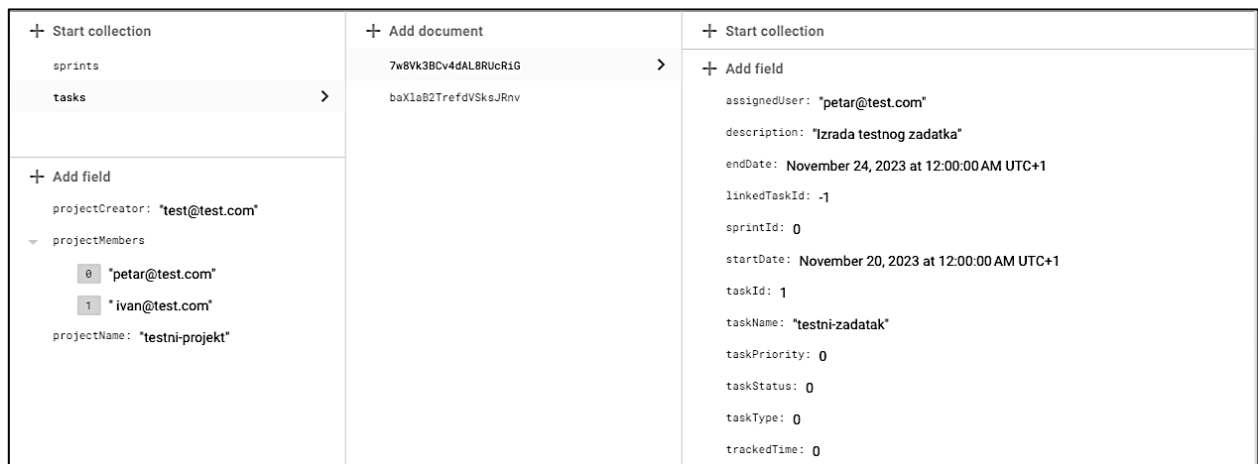 Start collection
sprints
tasks
Add field
projectCreator: "test@test.com"
projectMembers
0 "petar@test.com"
1 " ivan@test.com"
projectName: "testni-projekt"
Add document
7w8Vk3BCv4dAL8RUcRiG
baXlaB2TrefdVSksJRnv
Start collection
Add field
assignedUser: "petar@test.com"
description: "Izrada testnog zadatka"
endDate: November 24, 2023 at 12:00:00 AM UTC+1
linkedTaskId: -1
sprintId: 0
startDate: November 20, 2023 at 12:00:00 AM UTC+1
taskId: 1
taskName: "testni-zadatak"
taskPriority: 0
taskStatus: 0
taskType: 0
trackedTime: 0